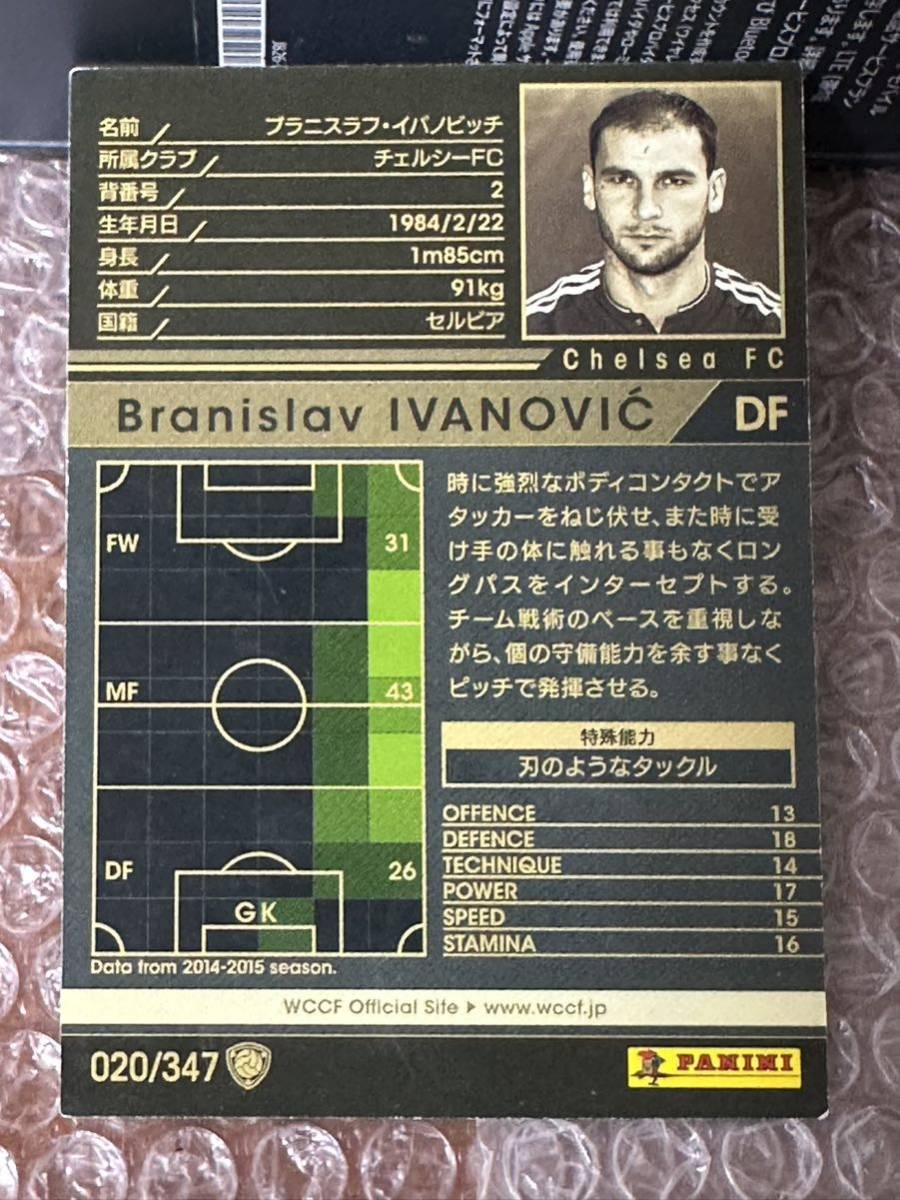 名前 ブラニスラフ・イバノビッチ
所属クラブ チェルシーFC
背番号 2
生年月日 1984/2/22
身長 1m85cm
体重 91kg
国籍 セルビア
Chelsea FC
Branislav IVANOVIĆ DF
FW 31
MF 43
DF 26
GK
Data from 2014-2015 season.
時に強烈なボディコンタクトでア
タッカーをねじ伏せ、また時に受
け手の体に触れる事もなくロン
グパスをインターセプトする。
チーム戦術のベースを重視しな
がら、個の守備能力を余す事なく
ピッチで発揮させる。
特殊能力
刃のようなタックル
OFFENCE 13
DEFENCE 18
TECHNIQUE 14
POWER 17
SPEED 15
STAMINA 16
WCCF Official Site ▶ www.wccf.jp
020/347
PANINI